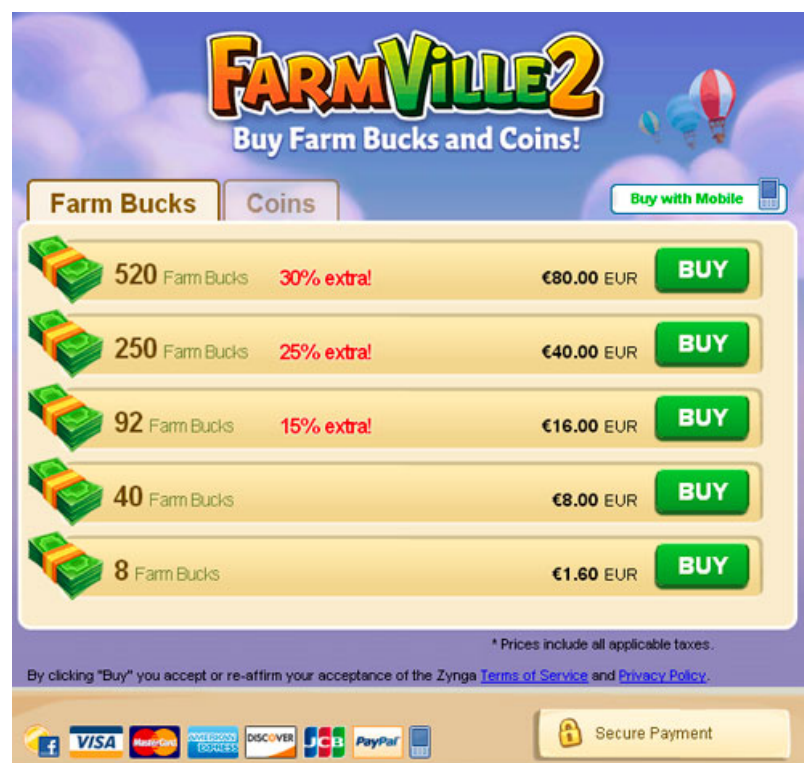 FARMVILLE2
Buy Farm Bucks and Coins!
Farm Bucks
Coins
Buy with Mobile
520 Farm Bucks 30% extra! €80.00 EUR BUY
250 Farm Bucks 25% extra! €40.00 EUR BUY
92 Farm Bucks 15% extra! €16.00 EUR BUY
40 Farm Bucks €8.00 EUR BUY
8 Farm Bucks €1.60 EUR BUY
* Prices include all applicable taxes.
By clicking "Buy" you accept or re-affirm your acceptance of the Zynga Terms of Service and Privacy Policy.
f VISA MasterCard AMERICAN EXPRESS DISCOVER JCB PayPal Secure Payment